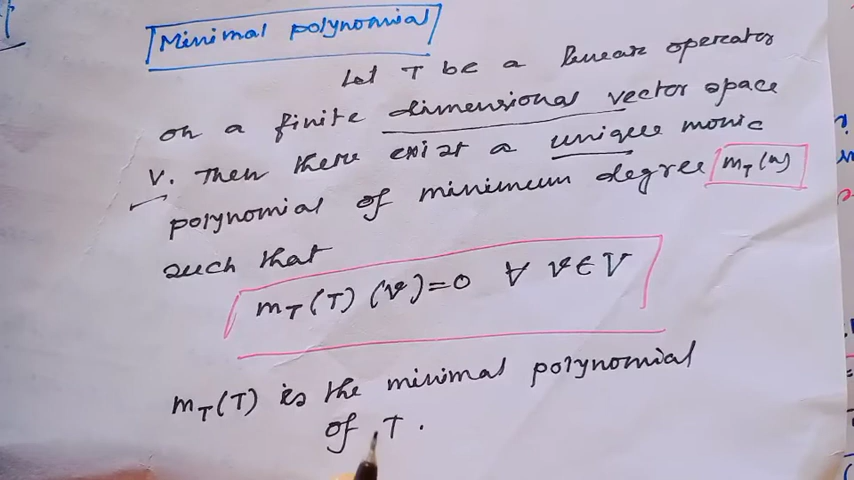 Minimal polynomial
Let T be a linear operator
on a finite dimensional vector space
V. Then there exist a unique monic
polynomial of minimum degree m_T(x)
such that
m_T(T)(v)=0 ∀ v∈V
m_T(T) is the minimal polynomial
of T.